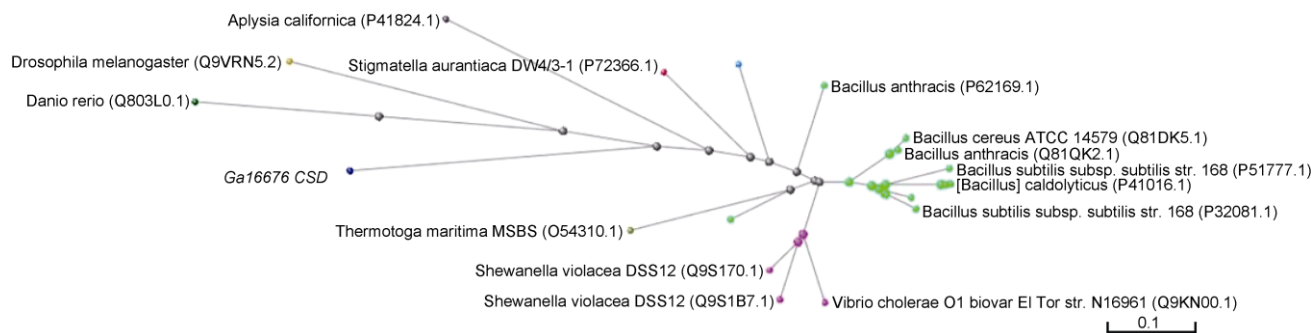 Aplysia californica (P41824.1)
Drosophila melanogaster (Q9VRN5.2)
Stigmatella aurantiaca DW4/3-1 (P72366.1)
Bacillus anthracis (P62169.1)
Danio rerio (Q803L0.1)
Bacillus cereus ATCC 14579 (Q81DK5.1)
Bacillus anthracis (Q81QK2.1)
Bacillus subtilis subsp. subtilis str. 168 (P51777.1)
Ga16676 CSD
[Bacillus] caldolyticus (P41016.1)
Bacillus subtilis subsp. subtilis str. 168 (P32081.1)
Thermotoga maritima MSBS (O54310.1)
Shewanella violacea DSS12 (Q9S170.1)
Shewanella violacea DSS12 (Q9S1B7.1)
Vibrio cholerae O1 biovar El Tor str. N16961 (Q9KN00.1)
0.1